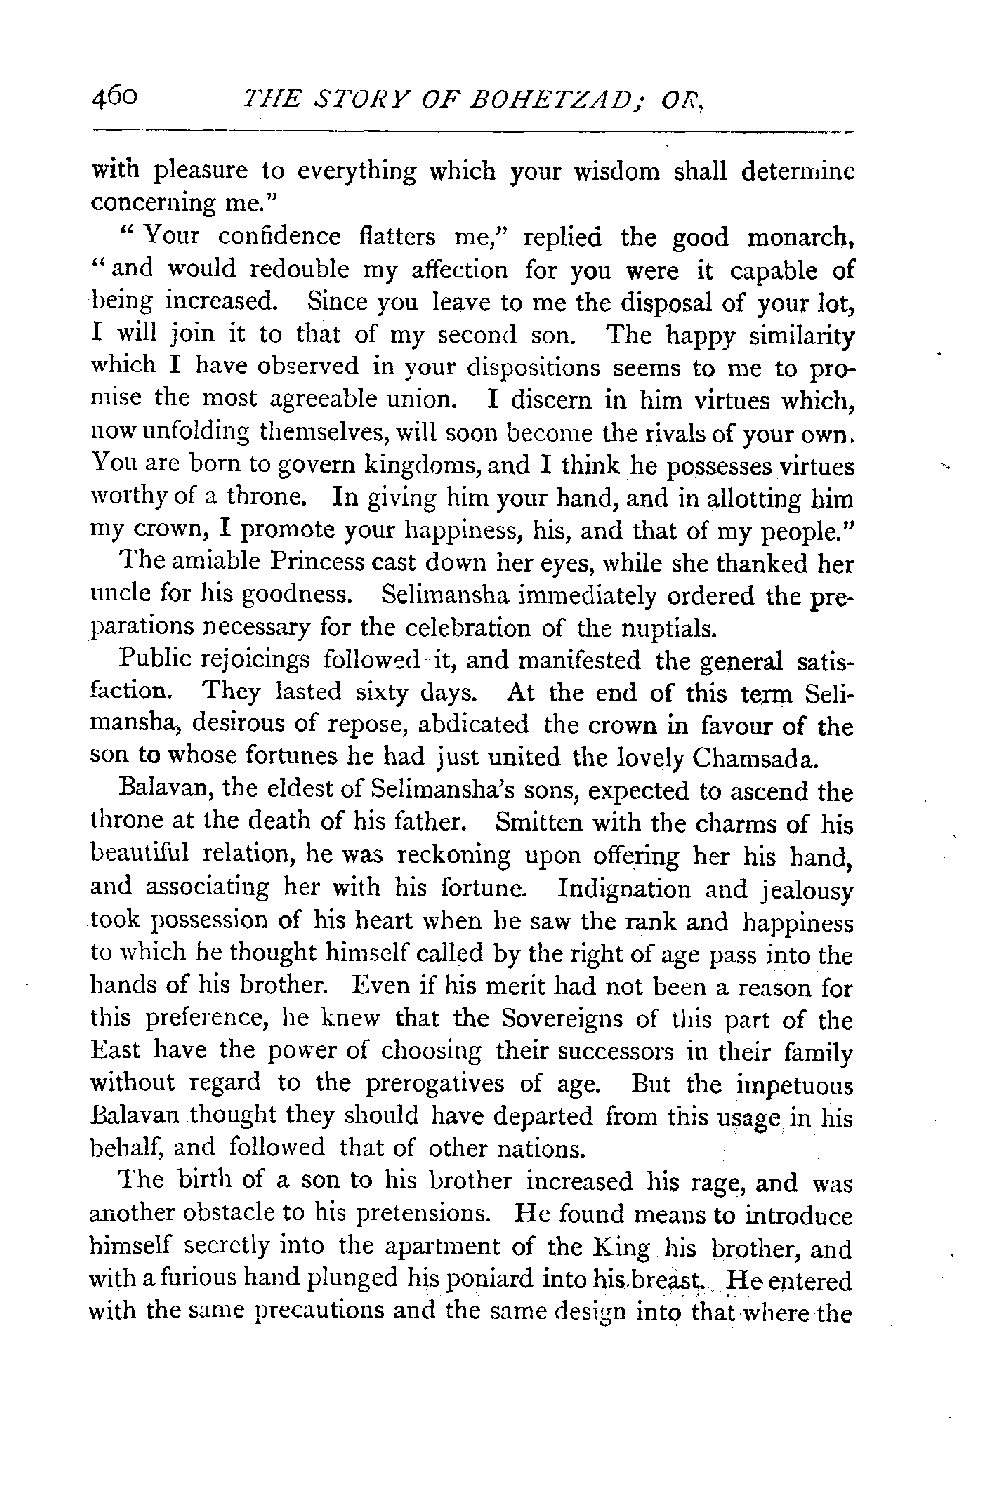 460 THE STORY OF BOHETZAD; OR,
with pleasure to everything which your wisdom shall determine
concerning me."
" Your confidence flatters me," replied the good monarch,
" and would redouble my affection for you were it capable of
being increased. Since you leave to me the disposal of your lot,
I will join it to that of my second son. The happy similarity
which I have observed in your dispositions seems to me to pro-
mise the most agreeable union. I discern in him virtues which,
now unfolding themselves, will soon become the rivals of your own.
You are born to govern kingdoms, and I think he possesses virtues
worthy of a throne. In giving him your hand, and in allotting him
my crown, I promote your happiness, his, and that of my people."
The amiable Princess cast down her eyes, while she thanked her
uncle for his goodness. Selimansha immediately ordered the pre-
parations necessary for the celebration of the nuptials.
Public rejoicings followed it, and manifested the general satis-
faction. They lasted sixty days. At the end of this term Seli-
mansha, desirous of repose, abdicated the crown in favour of the
son to whose fortunes he had just united the lovely Chamsada.
Balavan, the eldest of Selimansha's sons, expected to ascend the
throne at the death of his father. Smitten with the charms of his
beautiful relation, he was reckoning upon offering her his hand,
and associating her with his fortune. Indignation and jealousy
took possession of his heart when he saw the rank and happiness
to which he thought himself called by the right of age pass into the
hands of his brother. Even if his merit had not been a reason for
this preference, he knew that the Sovereigns of this part of the
East have the power of choosing their successors in their family
without regard to the prerogatives of age. But the impetuous
Balavan thought they should have departed from this usage in his
behalf, and followed that of other nations.
The birth of a son to his brother increased his rage, and was
another obstacle to his pretensions. He found means to introduce
himself secretly into the apartment of the King his brother, and
with a furious hand plunged his poniard into his breast. He entered
with the same precautions and the same design into that where the